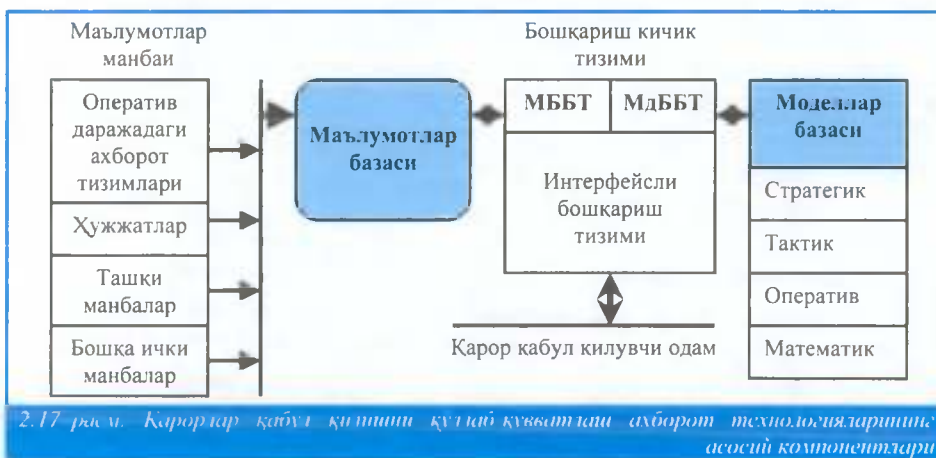 Маълумотлар
манбаи
Оператив
даражадаги
ахборот
тизимлари
Ҳужжатлар
Ташқи
манбалар
Бошқа ички
манбалар
Маълумотлар
базаси
Бошқариш кичик
тизими
МББТ
МдББТ
Интерфейсли
бошқариш
тизими
Қарор қабул қилувчи одам
Моделлар
базаси
Стратегик
Тактик
Оператив
Математик
2.17-расм. Қарорлар қабул қилишни қўллаб-қувватлаш ахборот технологияларининг
асосий компонентлари